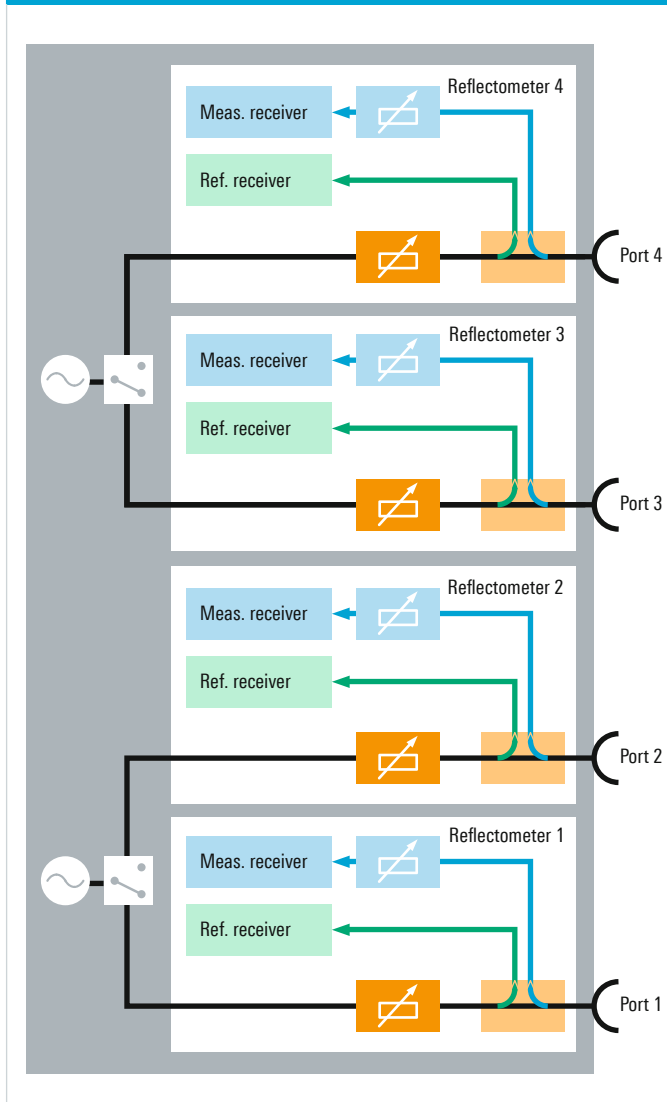 Reflectometer 4
Meas. receiver
Ref. receiver
Port 4
Reflectometer 3
Meas. receiver
Ref. receiver
Port 3
Reflectometer 2
Meas. receiver
Ref. receiver
Port 2
Reflectometer 1
Meas. receiver
Ref. receiver
Port 1